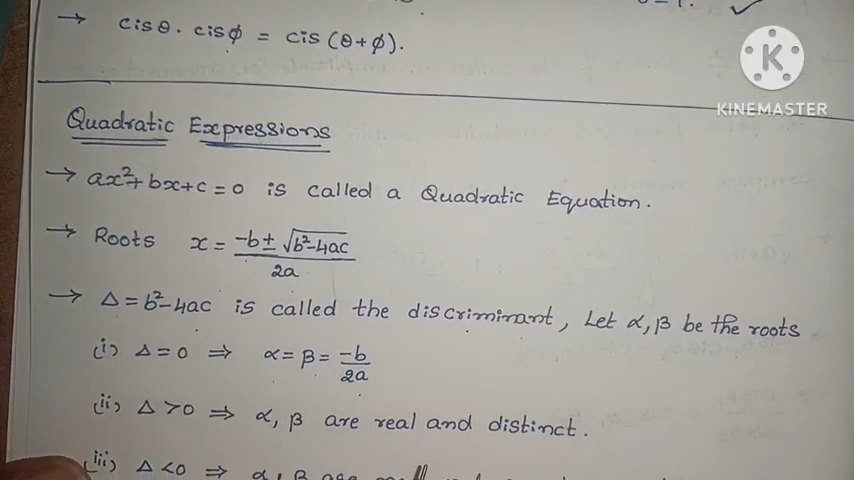 → cisθ . cisϕ = cis (θ+ϕ).
K
KINEMASTER
Quadratic Expressions
→ ax²+bx+c=0 is called a Quadratic Equation.
→ Roots x = (-b±√(b²-4ac))/2a
→ Δ=b²-4ac is called the discriminant, Let α,β be the roots
(i) Δ=0 ⇒ α=β= -b/2a
(ii) Δ>0 ⇒ α,β are real and distinct.
(iii) Δ<0 ⇒ α,β are